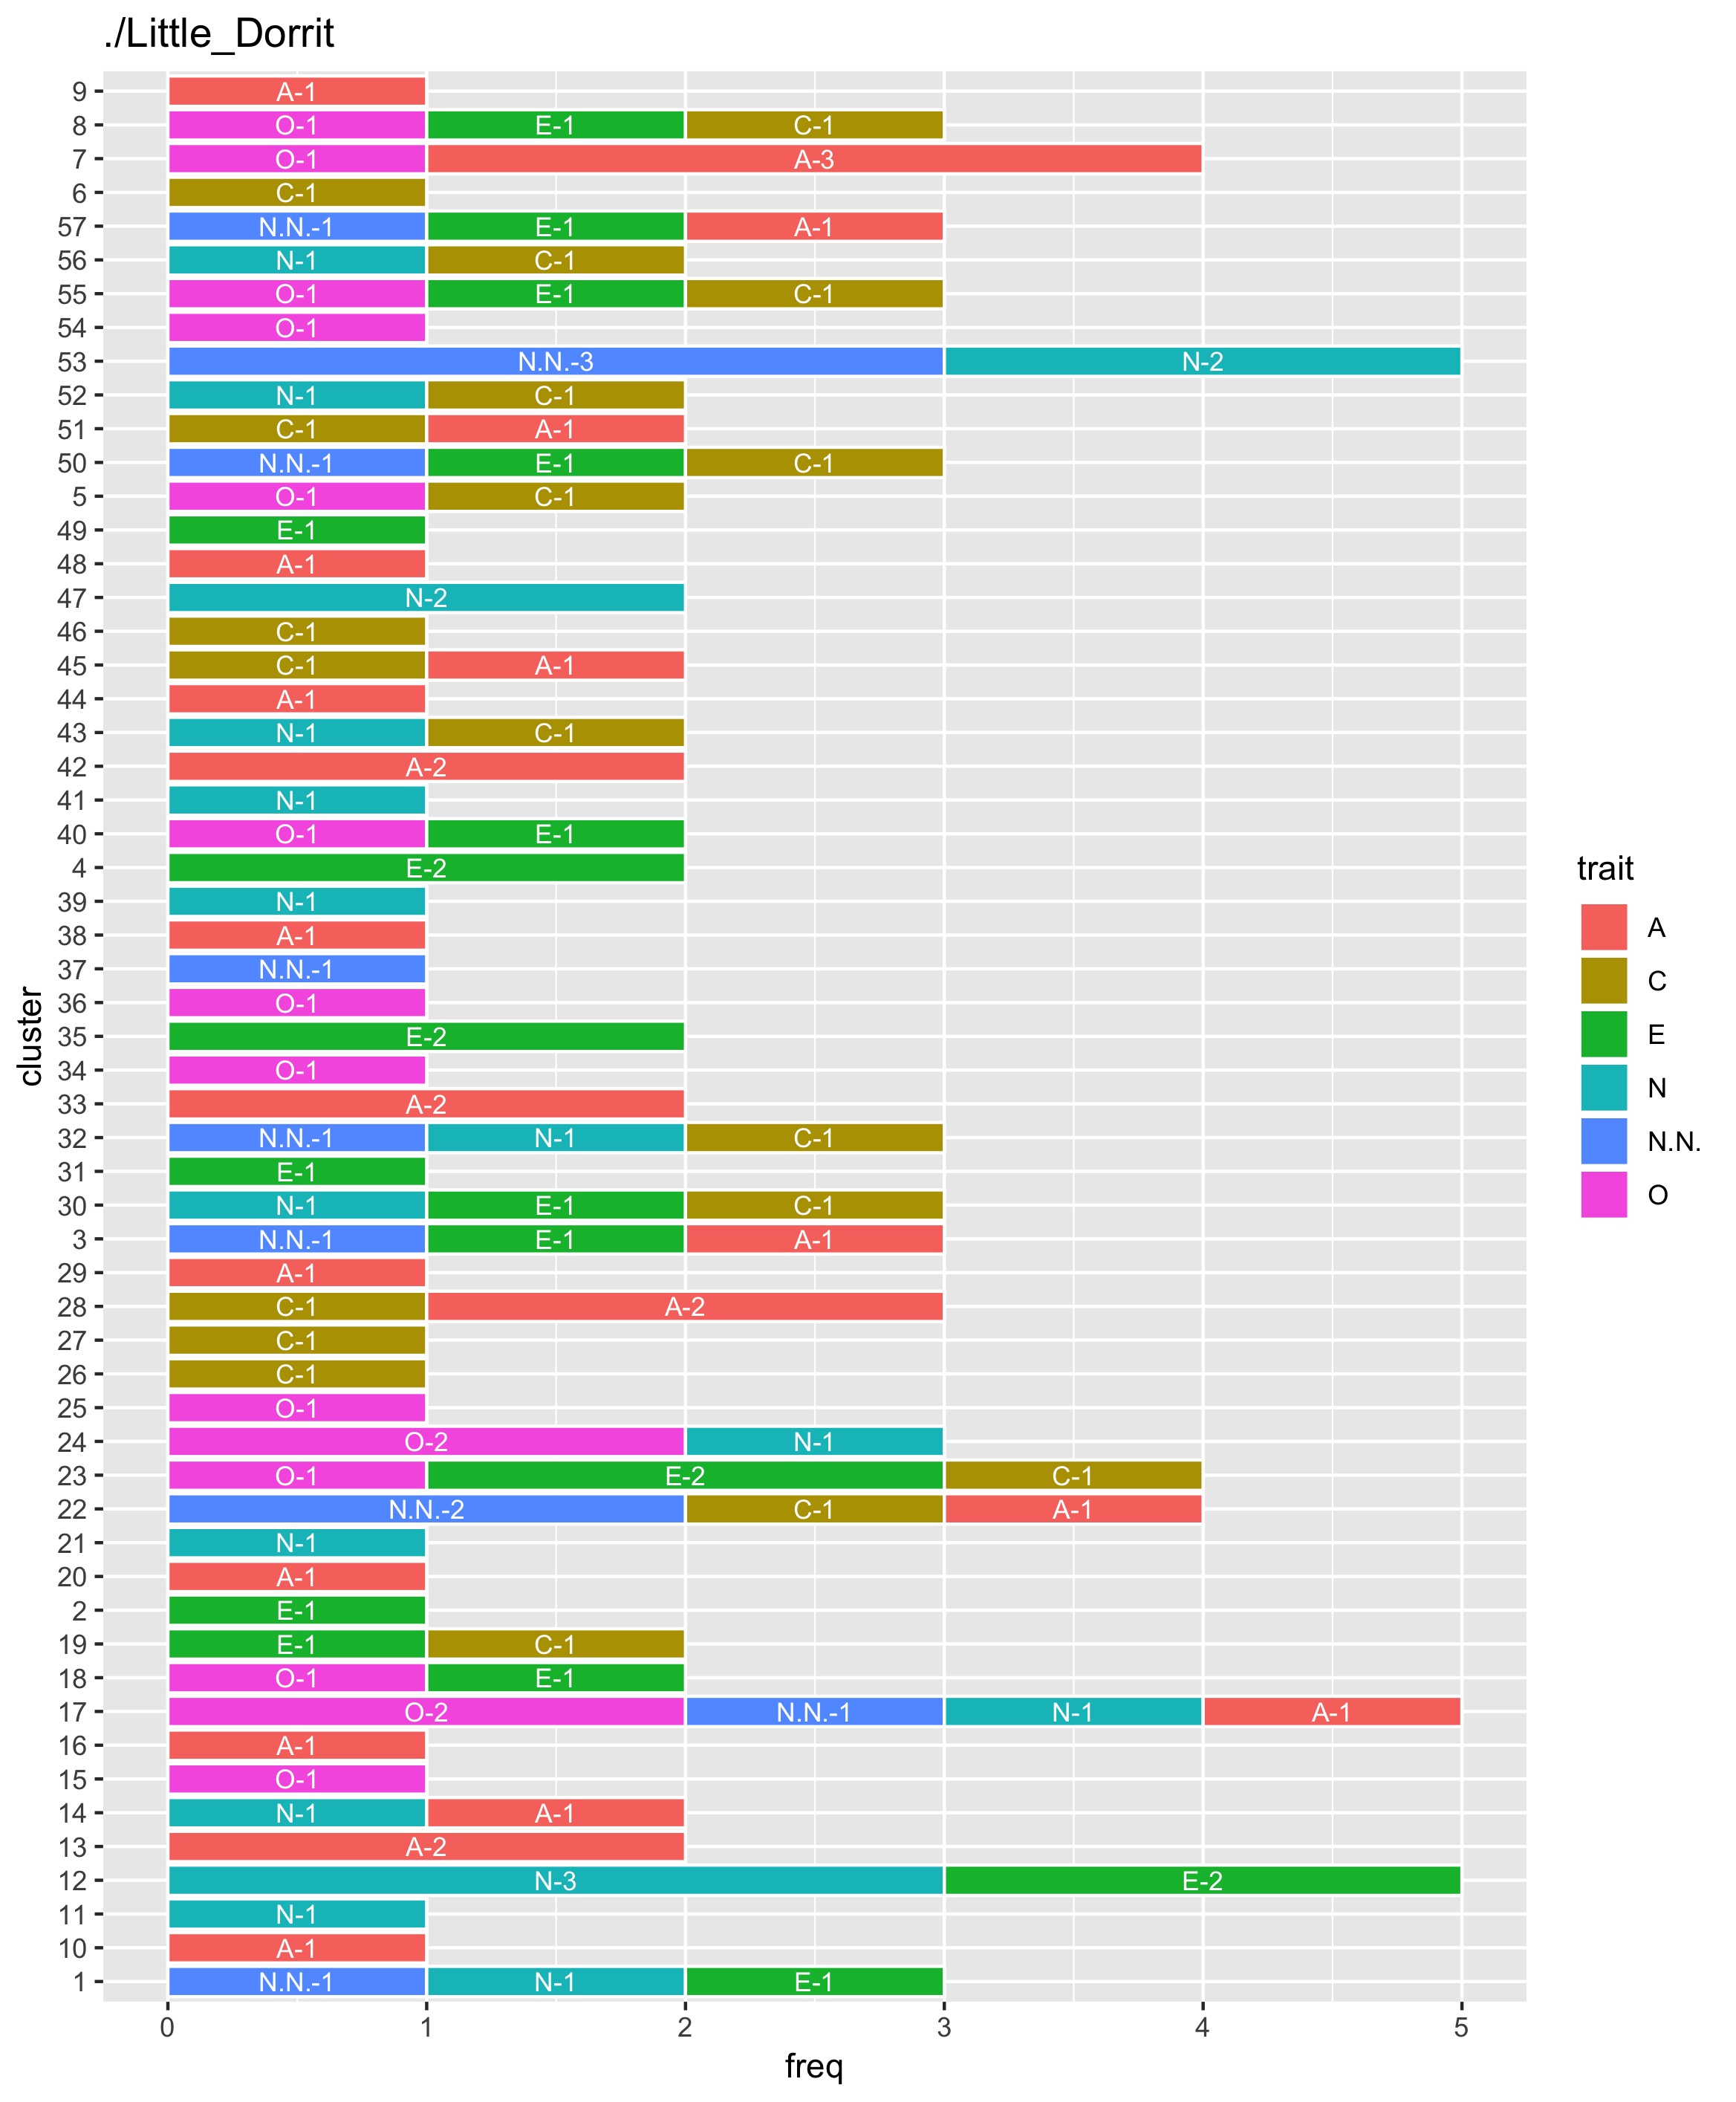 ./Little_Dorrit
9 A-1
8 O-1 E-1 C-1
7 O-1 A-3
6 C-1
57 N.N.-1 E-1 A-1
56 N-1 C-1
55 O-1 E-1 C-1
54 O-1
53 N.N.-3 N-2
52 N-1 C-1
51 C-1 A-1
50 N.N.-1 E-1 C-1
5 O-1 C-1
49 E-1
48 A-1
47 N-2
46 C-1
45 C-1 A-1
44 A-1
43 N-1 C-1
42 A-2
41 N-1
40 O-1 E-1
4 E-2
39 N-1
38 A-1
37 N.N.-1
36 O-1
35 E-2
34 O-1
33 A-2
32 N.N.-1 N-1 C-1
31 E-1
30 N-1 E-1 C-1
3 N.N.-1 E-1 A-1
29 A-1
28 C-1 A-2
27 C-1
26 C-1
25 O-1
24 O-2 N-1
23 O-1 E-2 C-1
22 N.N.-2 C-1 A-1
21 N-1
20 A-1
2 E-1
19 E-1 C-1
18 O-1 E-1
17 O-2 N.N.-1 N-1 A-1
16 A-1
15 O-1
14 N-1 A-1
13 A-2
12 N-3 E-2
11 N-1
10 A-1
1 N.N.-1 N-1 E-1
0 1 2 3 4 5
freq
cluster
trait
A
C
E
N
N.N.
O